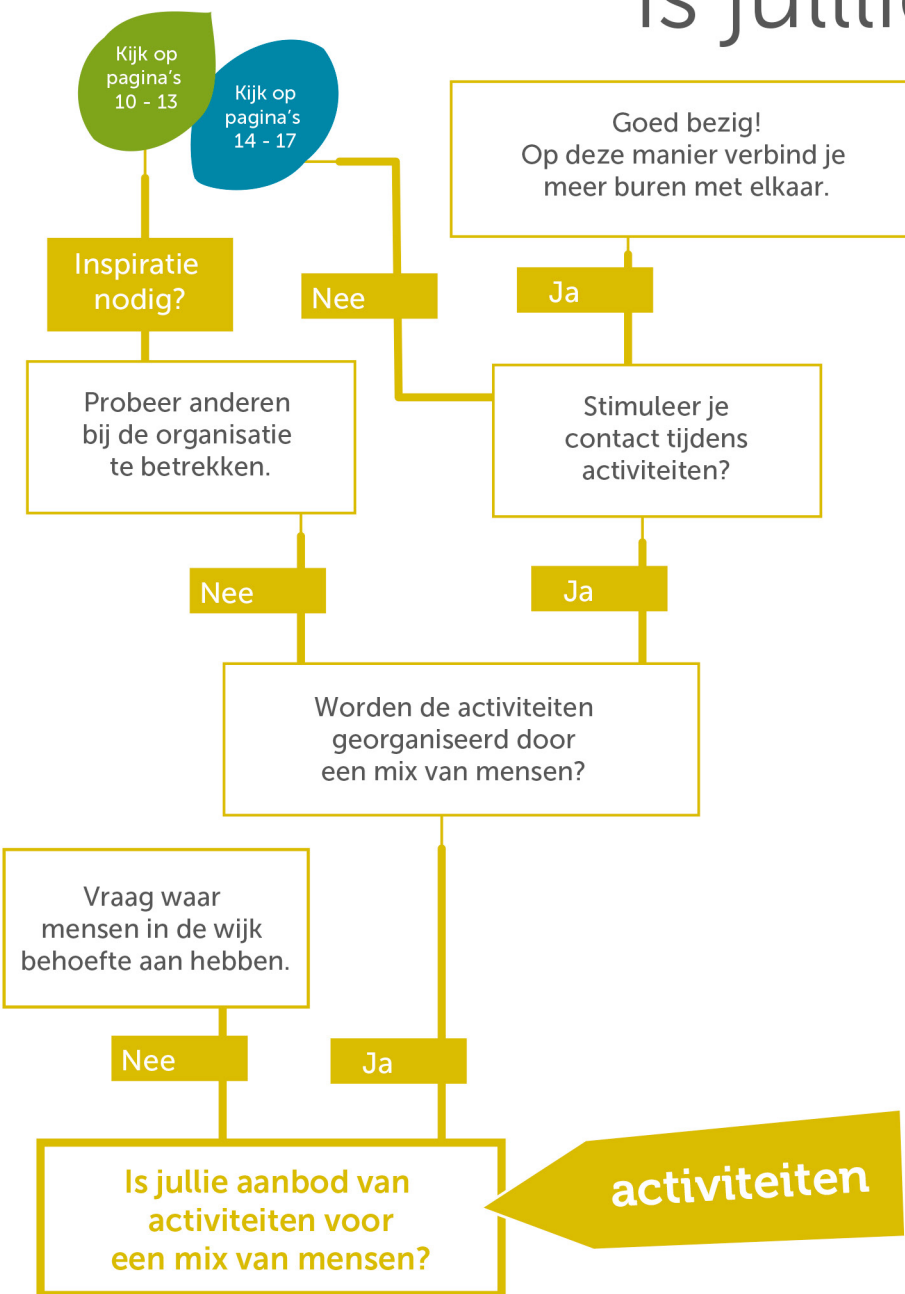 is julllie
Kijk op
pagina's
10 - 13
Kijk op
pagina's
14 - 17
Goed bezig!
Op deze manier verbind je
meer buren met elkaar.
Inspiratie
nodig?
Nee
Ja
Probeer anderen
bij de organisatie
te betrekken.
Stimuleer je
contact tijdens
activiteiten?
Nee
Ja
Worden de activiteiten
georganiseerd door
een mix van mensen?
Vraag waar
mensen in de wijk
behoefte aan hebben.
Nee
Ja
Is jullie aanbod van
activiteiten voor
een mix van mensen?
activiteiten